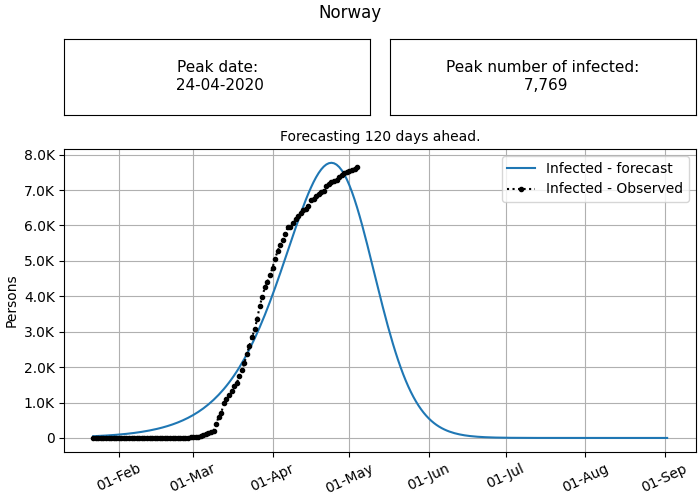 Norway
Peak date:
24-04-2020
Peak number of infected:
7,769
Forecasting 120 days ahead.
8.0K
7.0K
6.0K
5.0K
4.0K
3.0K
2.0K
1.0K
0
Persons
Infected - forecast
Infected - Observed
01-Feb
01-Mar
01-Apr
01-May
01-Jun
01-Jul
01-Aug
01-Sep